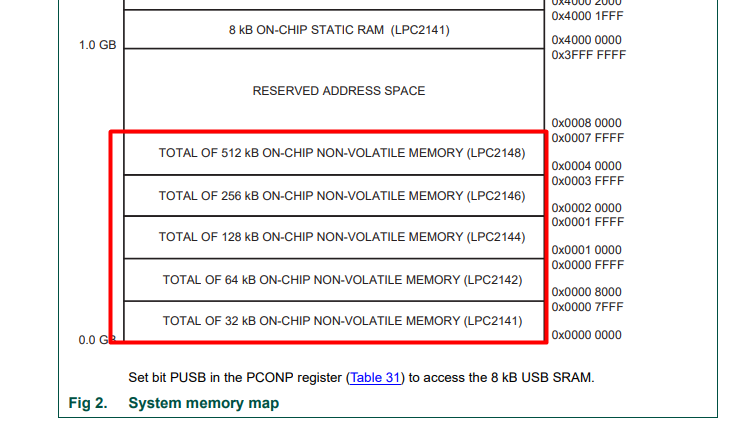 0x4000 2000
0x4000 1FFF
8 kB ON-CHIP STATIC RAM (LPC2141)
1.0 GB
0x4000 0000
0x3FFF FFFF
RESERVED ADDRESS SPACE
0x0008 0000
0x0007 FFFF
TOTAL OF 512 kB ON-CHIP NON-VOLATILE MEMORY (LPC2148)
0x0004 0000
0x0003 FFFF
TOTAL OF 256 kB ON-CHIP NON-VOLATILE MEMORY (LPC2146)
0x0002 0000
0x0001 FFFF
TOTAL OF 128 kB ON-CHIP NON-VOLATILE MEMORY (LPC2144)
0x0001 0000
0x0000 FFFF
TOTAL OF 64 kB ON-CHIP NON-VOLATILE MEMORY (LPC2142)
0x0000 8000
0x0000 7FFF
TOTAL OF 32 kB ON-CHIP NON-VOLATILE MEMORY (LPC2141)
0.0 GB
0x0000 0000
Set bit PUSB in the PCONP register (Table 31) to access the 8 kB USB SRAM.
Fig 2. System memory map